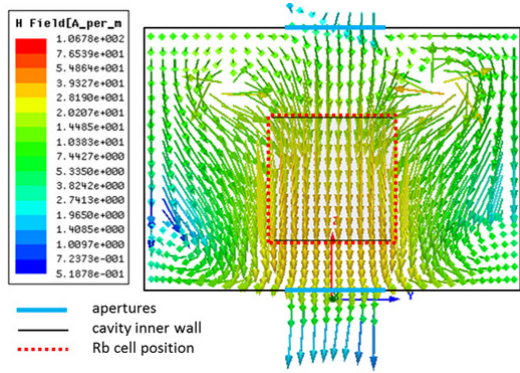 H Field[A_per_m
1.0678e+002
7.6539e+001
5.4864e+001
3.9327e+001
2.8190e+001
2.0207e+001
1.4485e+001
1.0383e+001
7.4427e+000
5.3350e+000
3.8242e+000
2.7413e+000
1.9650e+000
1.4085e+000
1.0097e+000
7.2373e-001
5.1878e-001
Y
apertures
cavity inner wall
Rb cell position